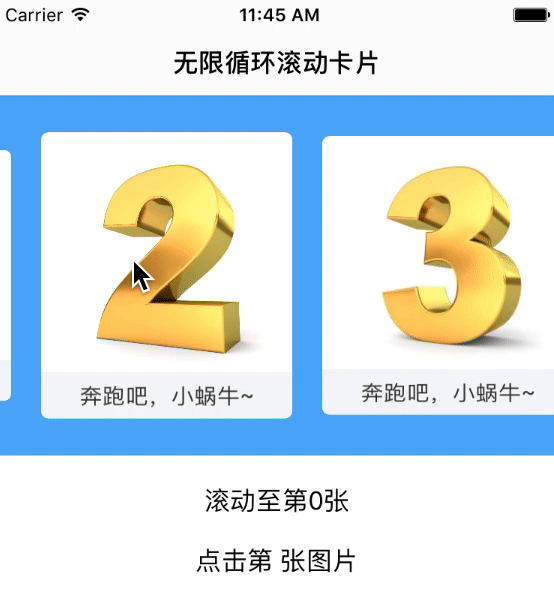 Carrier 11:45 AM
无限循环滚动卡片
2 3
奔跑吧，小蜗牛~ 奔跑吧，小蜗牛~
滚动至第0张
点击第 张图片